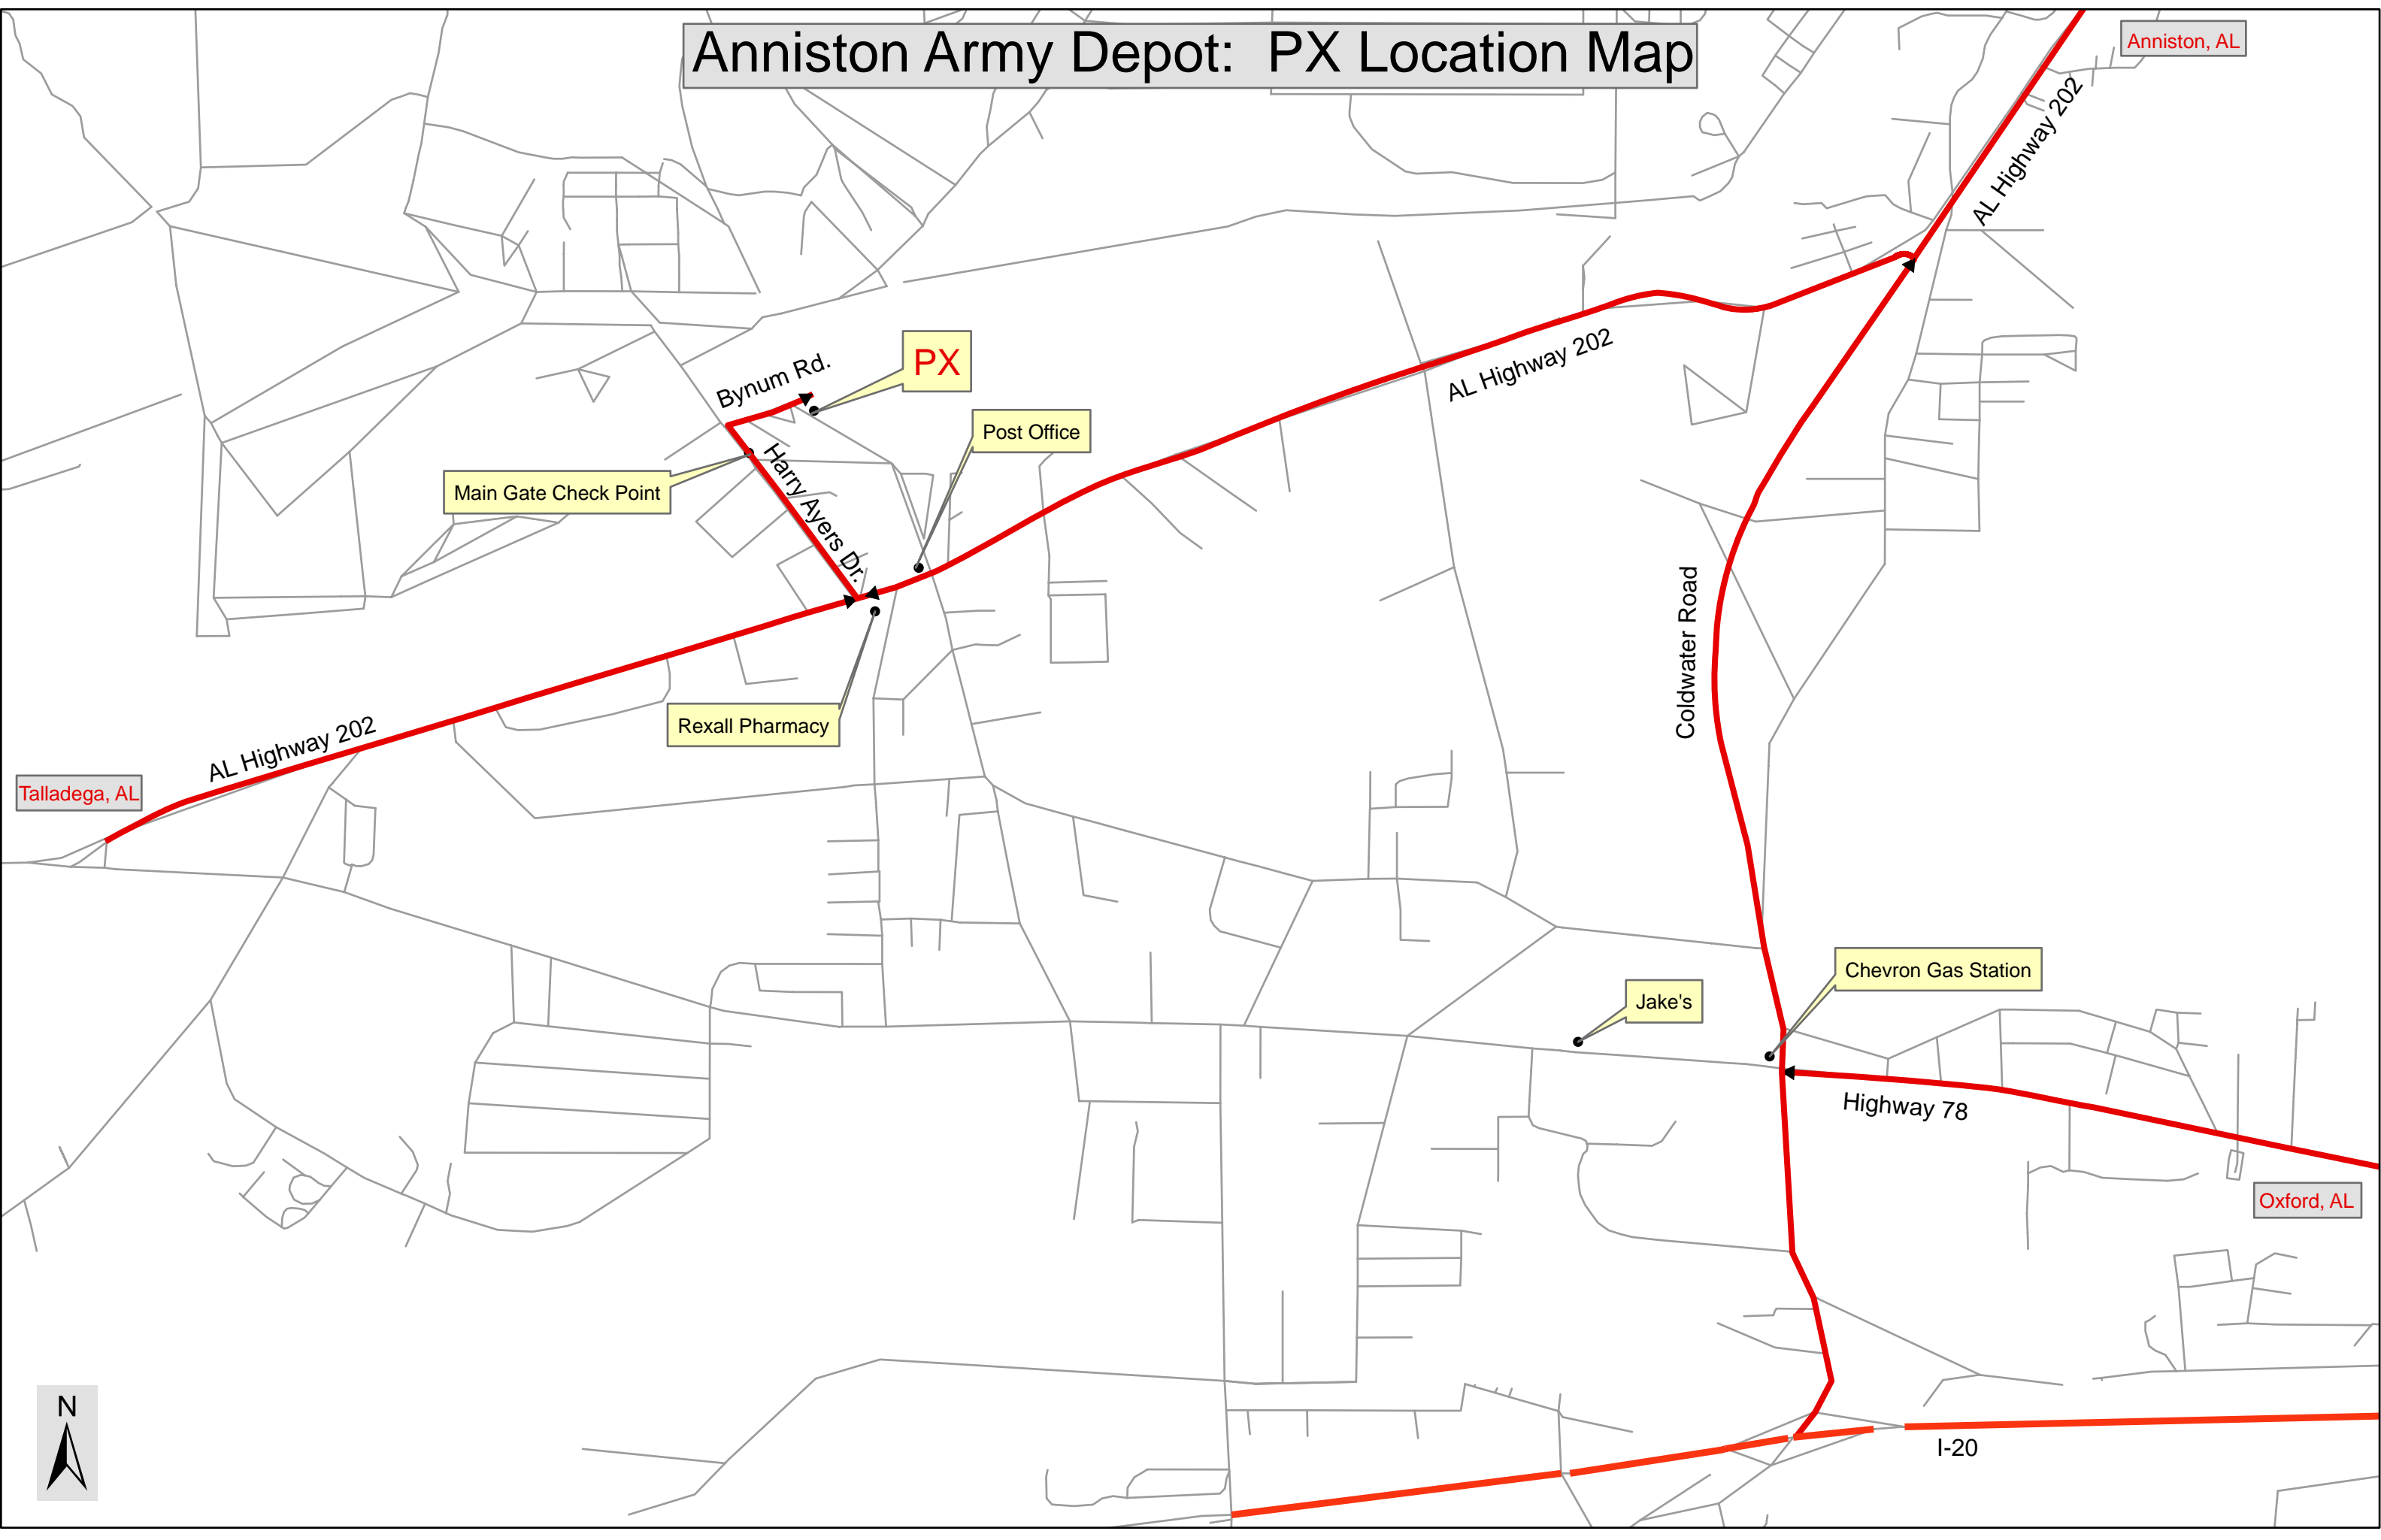 Anniston Army Depot:  PX Location Map
Anniston, AL
AL Highway 202
PX
Bynum Rd.
AL Highway 202
Post Office
Main Gate Check Point
Harry Ayers Dr.
Coldwater Road
Rexall Pharmacy
AL Highway 202
Talladega, AL
Chevron Gas Station
Jake's
Highway 78
Oxford, AL
N
I-20